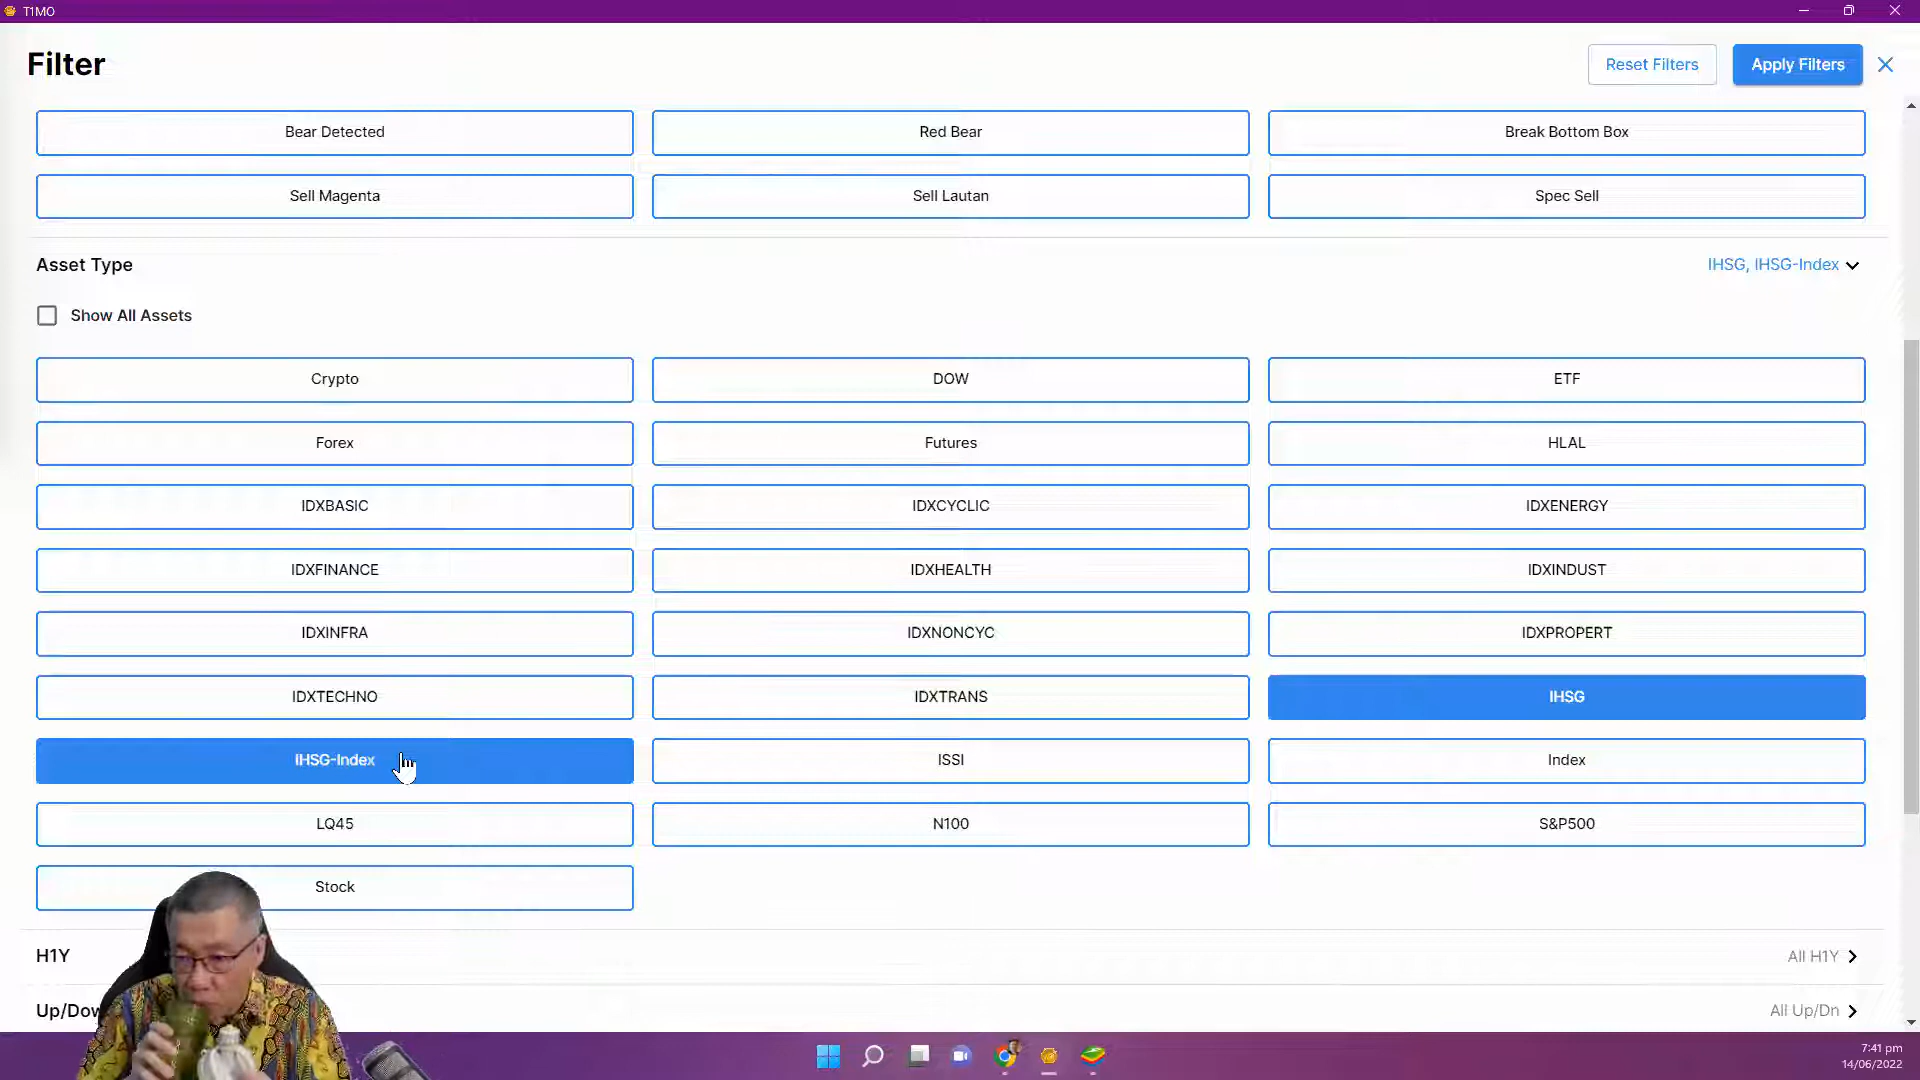 T1MO
Filter
Reset Filters
Apply Filters
Bear Detected
Red Bear
Break Bottom Box
Sell Magenta
Sell Lautan
Spec Sell
Asset Type
IHSG, IHSG-Index
Show All Assets
Crypto
DOW
ETF
Forex
Futures
HLAL
IDXBASIC
IDXCYCLIC
IDXENERGY
IDXFINANCE
IDXHEALTH
IDXINDUST
IDXINFRA
IDXNONCYC
IDXPROPERT
IDXTECHNO
IDXTRANS
IHSG
IHSG-Index
ISSI
Index
LQ45
N100
S&P500
Stock
H1Y
All H1Y
Up/Dow
All Up/Dn
7:41 pm
14/06/2022